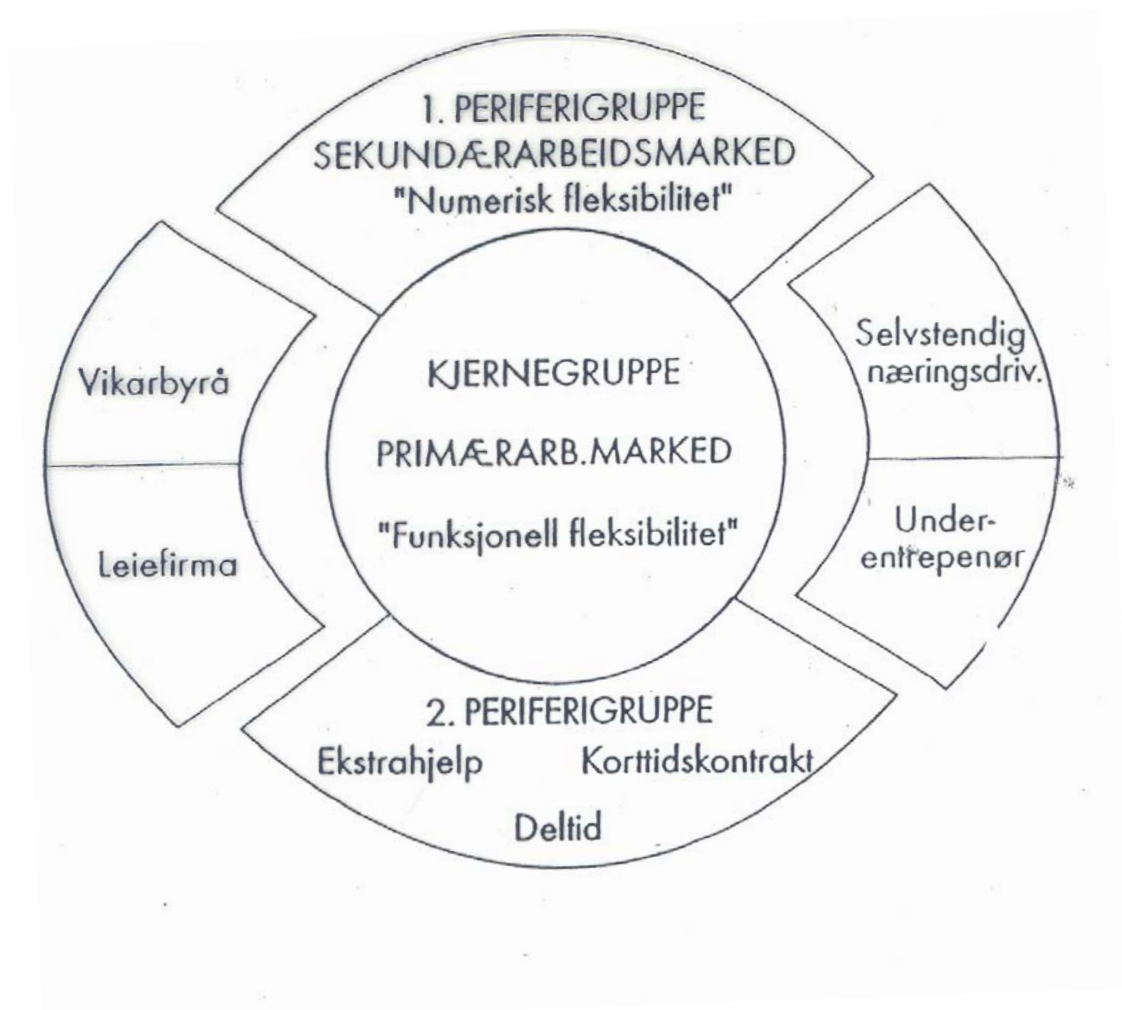 1. PERIFERIGRUPPE
SEKUNDÆRARBEIDSMARKED
"Numerisk fleksibilitet"
Vikarbyrå
Leiefirma
KJERNEGRUPPE
PRIMÆRARB.MARKED
"Funksjonell fleksibilitet"
Selvstendig
næringsdriv.
Under-
entrepenør
2. PERIFERIGRUPPE
Ekstrahjelp Korttidskontrakt
Deltid